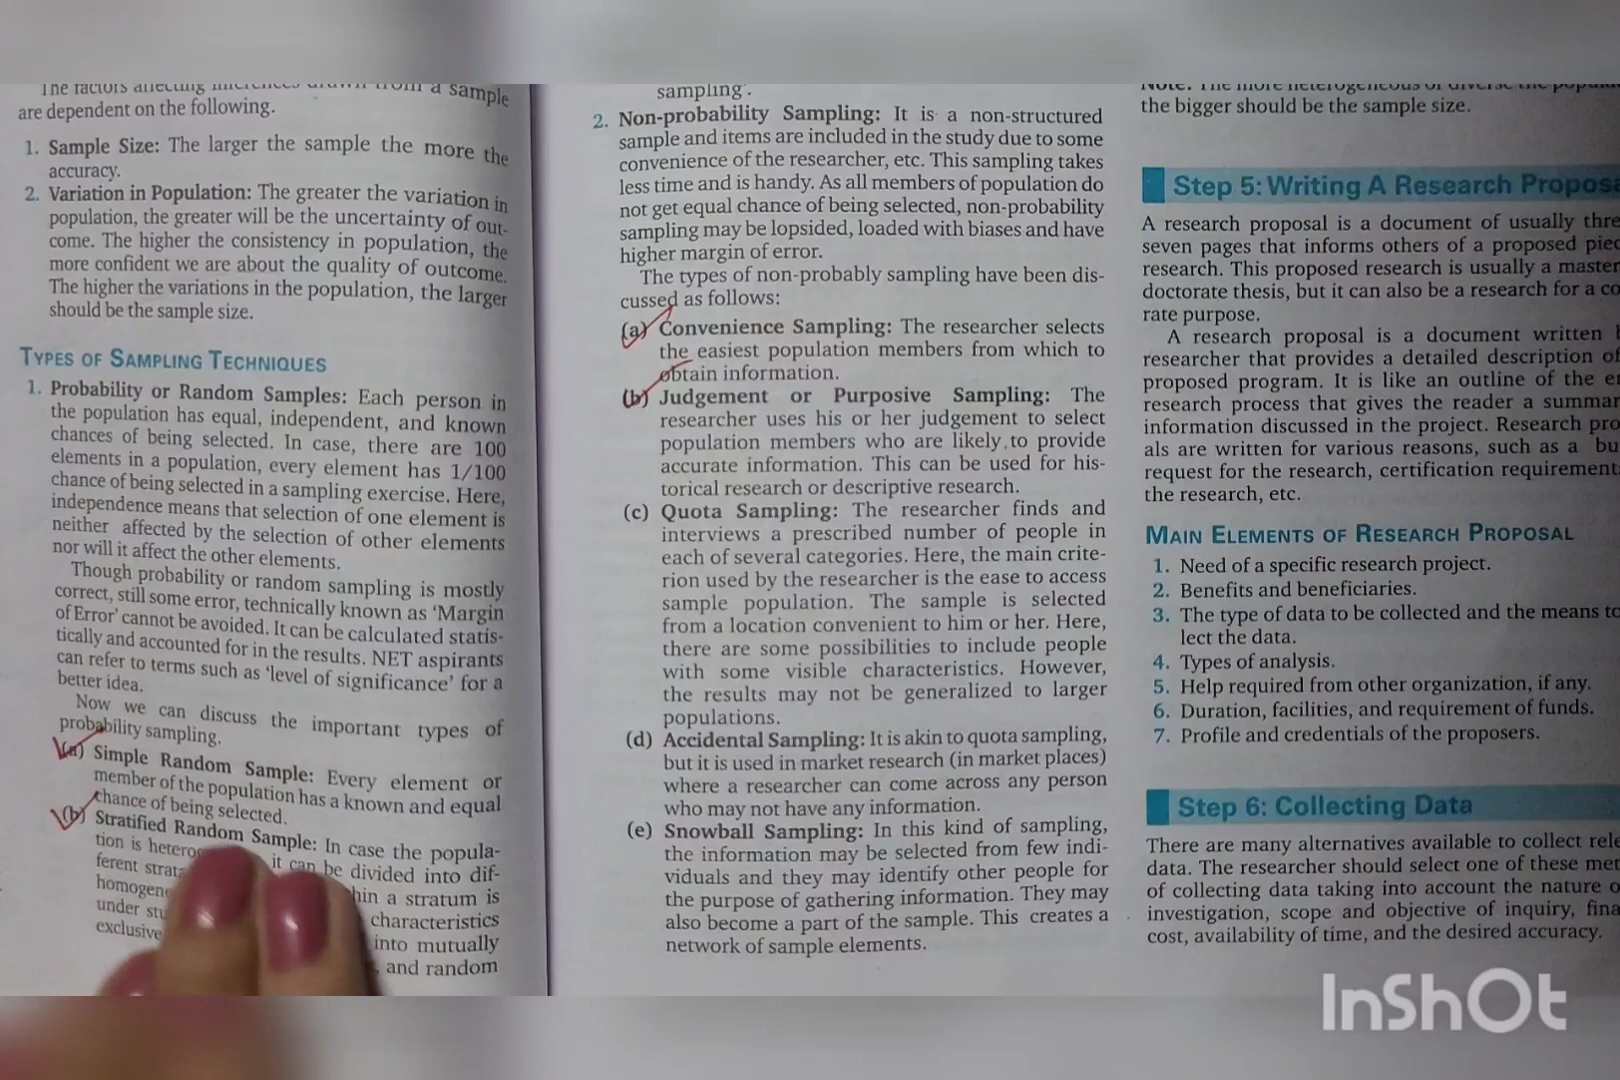 The factors affecting inferences drawn from a sample
are dependent on the following.
1. Sample Size: The larger the sample the more the
accuracy.
2. Variation in Population: The greater the variation in
population, the greater will be the uncertainty of out-
come. The higher the consistency in population, the
more confident we are about the quality of outcome.
The higher the variations in the population, the larger
should be the sample size.
TYPES OF SAMPLING TECHNIQUES
1. Probability or Random Samples: Each person in
the population has equal, independent, and known
chances of being selected. In case, there are 100
elements in a population, every element has 1/100
chance of being selected in a sampling exercise. Here,
independence means that selection of one element is
neither affected by the selection of other elements
nor will it affect the other elements.
Though probability or random sampling is mostly
correct, still some error, technically known as ‘Margin
of Error’ cannot be avoided. It can be calculated statis-
tically and accounted for in the results. NET aspirants
can refer to terms such as ‘level of significance’ for a
better idea.
Now we can discuss the important types of
probability sampling.
(a) Simple Random Sample: Every element or
member of the population has a known and equal
chance of being selected.
(b) Stratified Random Sample: In case the popula-
tion is it can be divided into dif-
ferent within a stratum is
characteristics
under into mutually
exclusive and random
sampling’.
2. Non-probability Sampling: It is a non-structured
sample and items are included in the study due to some
convenience of the researcher, etc. This sampling takes
less time and is handy. As all members of population do
not get equal chance of being selected, non-probability
sampling may be lopsided, loaded with biases and have
higher margin of error.
The types of non-probably sampling have been dis-
cussed as follows:
(a) Convenience Sampling: The researcher selects
the easiest population members from which to
obtain information.
(b) Judgement or Purposive Sampling: The
researcher uses his or her judgement to select
population members who are likely to provide
accurate information. This can be used for his-
torical research or descriptive research.
(c) Quota Sampling: The researcher finds and
interviews a prescribed number of people in
each of several categories. Here, the main crite-
rion used by the researcher is the ease to access
sample population. The sample is selected
from a location convenient to him or her. Here,
there are some possibilities to include people
with some visible characteristics. However,
the results may not be generalized to larger
populations.
(d) Accidental Sampling: It is akin to quota sampling,
but it is used in market research (in market places)
where a researcher can come across any person
who may not have any information.
(e) Snowball Sampling: In this kind of sampling,
the information may be selected from few indi-
viduals and they may identify other people for
the purpose of gathering information. They may
also become a part of the sample. This creates a
network of sample elements.
Note: The more heterogeneous or diverse the
the bigger should be the sample size.
Step 5: Writing A Research
A research proposal is a document of usually
seven pages that informs others of a proposed
research. This proposed research is usually a
doctorate thesis, but it can also be a research for a
rate purpose.
A research proposal is a document written
researcher that provides a detailed description of
proposed program. It is like an outline of the
research process that gives the reader a
information discussed in the project. Research
als are written for various reasons, such as a
request for the research, certification
the research, etc.
MAIN ELEMENTS OF RESEARCH PROPOSAL
1. Need of a specific research project.
2. Benefits and beneficiaries.
3. The type of data to be collected and the means to
lect the data.
4. Types of analysis.
5. Help required from other organization, if any.
6. Duration, facilities, and requirement of funds.
7. Profile and credentials of the proposers.
Step 6: Collecting Data
There are many alternatives available to collect
data. The researcher should select one of these
of collecting data taking into account the nature
investigation, scope and objective of inquiry,
cost, availability of time, and the desired accuracy.
InShOt